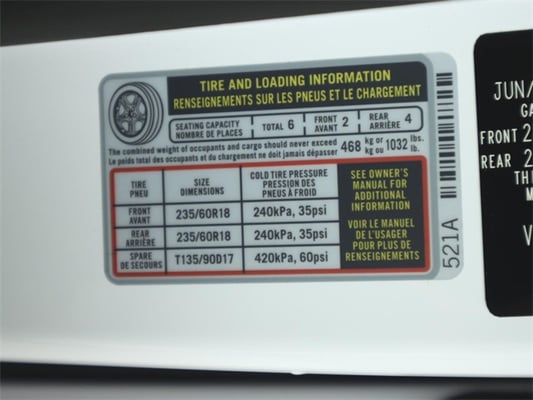 TIRE AND LOADING INFORMATION
RENSEIGNEMENTS SUR LES PNEUS ET LE CHARGEMENT
SEATING CAPACITY
NOMBRE DE PLACES
TOTAL 6
FRONT
AVANT 2
REAR
ARRIÈRE 4
The combined weight of occupants and cargo should never exceed 468 kg or 1032 lbs.
Le poids total des occupants et du chargement ne doit jamais dépasser kg ou lb.
TIRE
PNEU
SIZE
DIMENSIONS
COLD TIRE PRESSURE
PRESSION DES
PNEUS À FROID
FRONT
AVANT
235/60R18
240kPa, 35psi
REAR
ARRIÈRE
235/60R18
240kPa, 35psi
SPARE
DE SECOURS
T135/90D17
420kPa, 60psi
SEE OWNER'S
MANUAL FOR
ADDITIONAL
INFORMATION
VOIR LE MANUEL
DE L'USAGER
POUR PLUS DE
RENSEIGNEMENTS
521A
JUN/
GA
FRONT 2
REAR 2
TH
M
V